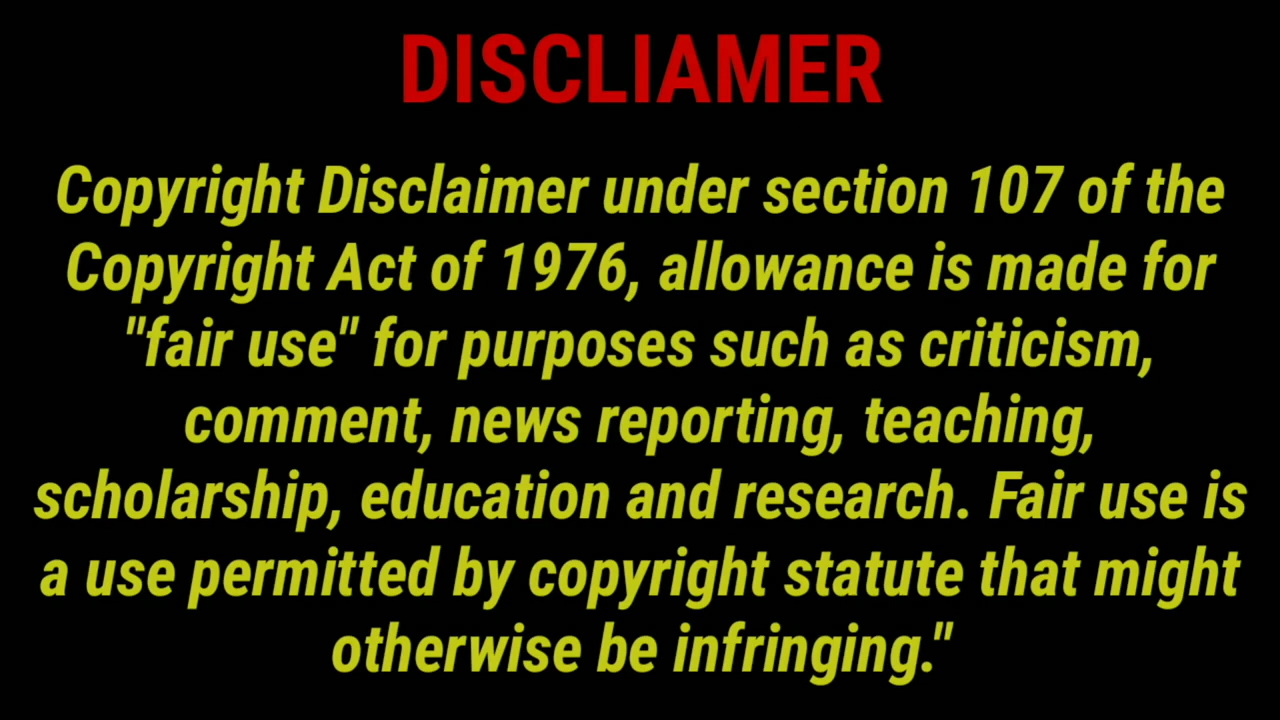 DISCLIAMER
Copyright Disclaimer under section 107 of the
Copyright Act of 1976, allowance is made for
"fair use" for purposes such as criticism,
comment, news reporting, teaching,
scholarship, education and research. Fair use is
a use permitted by copyright statute that might
otherwise be infringing."